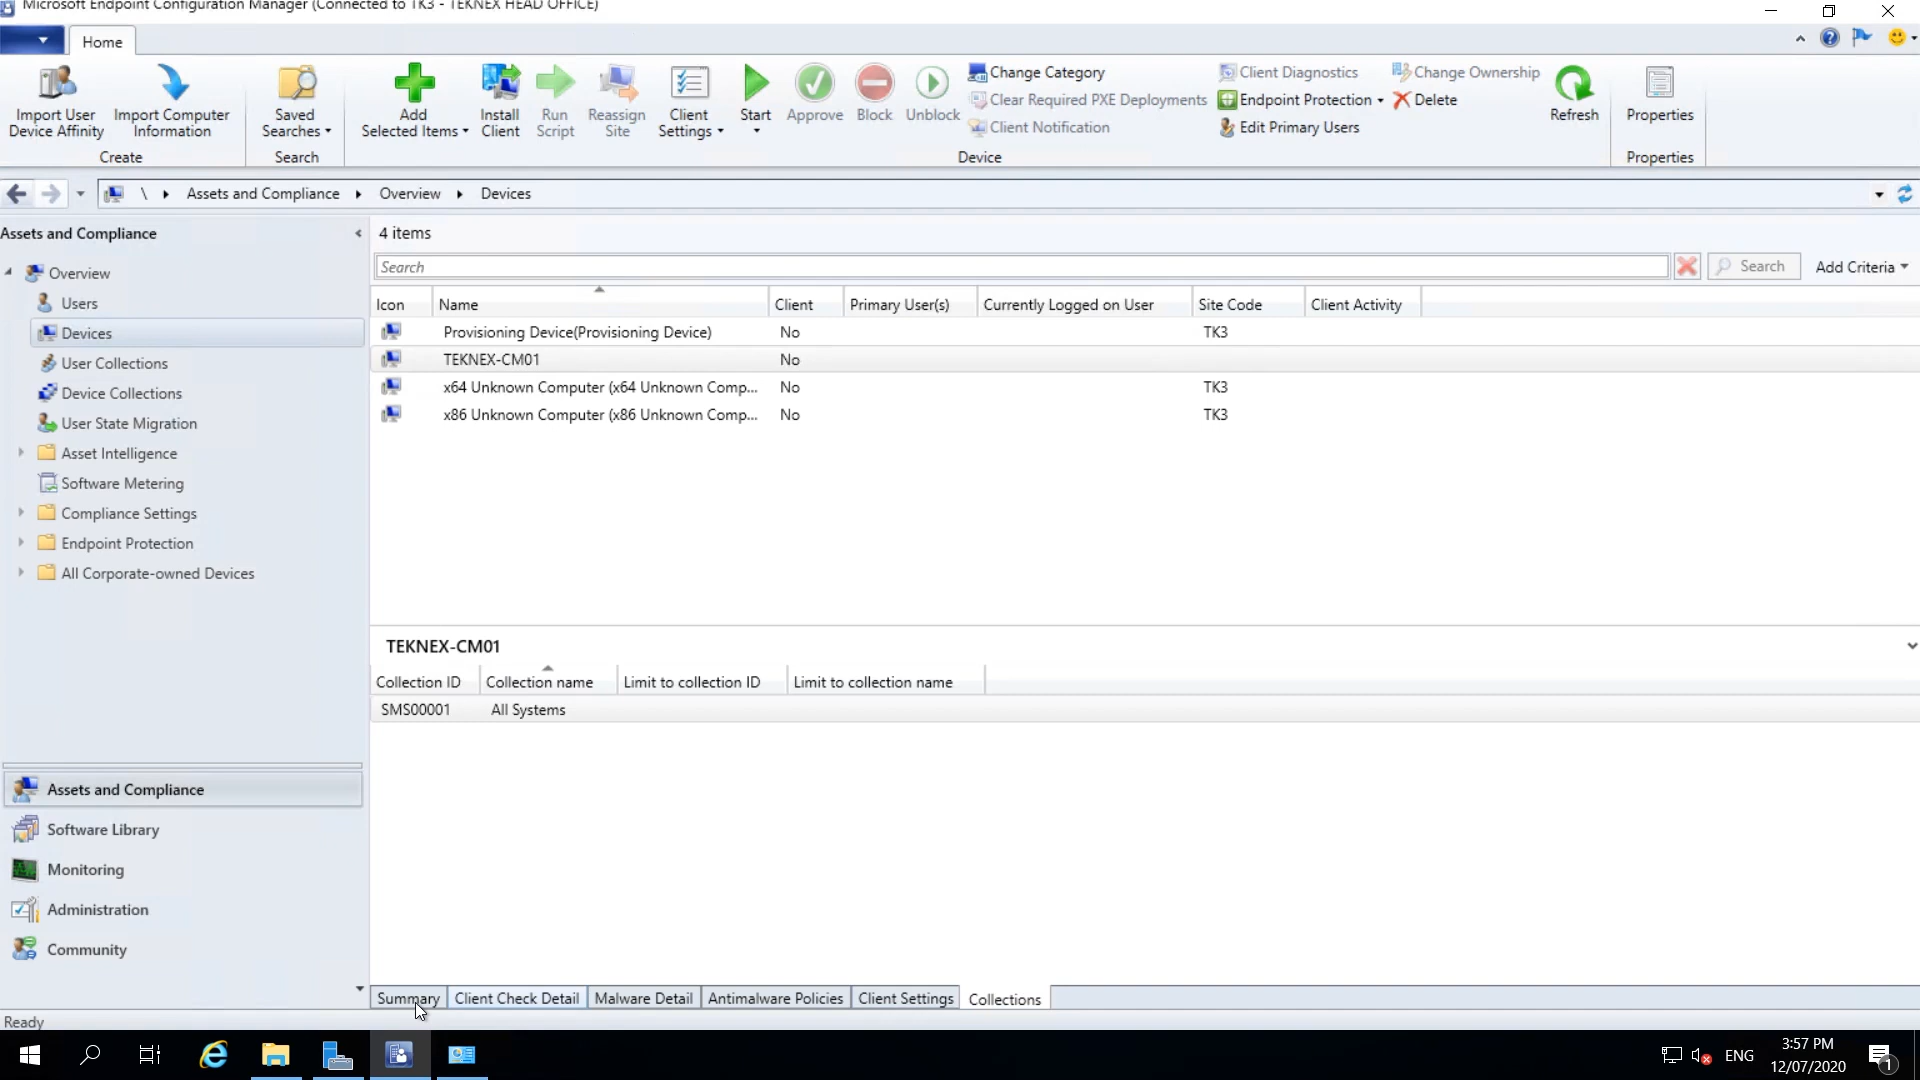 Microsoft Endpoint Configuration Manager (Connected to TK3 - TEKNEX HEAD OFFICE)
Home
Import User Device Affinity
Import Computer Information
Create
Saved Searches
Search
Add Selected Items
Install Client
Run Script
Reassign Site
Client Settings
Start
Approve
Block
Unblock
Change Category
Clear Required PXE Deployments
Client Notification
Client Diagnostics
Endpoint Protection
Edit Primary Users
Change Ownership
Delete
Device
Refresh
Properties
Properties
\ Assets and Compliance Overview Devices
Assets and Compliance
Overview
Users
Devices
User Collections
Device Collections
User State Migration
Asset Intelligence
Software Metering
Compliance Settings
Endpoint Protection
All Corporate-owned Devices
Assets and Compliance
Software Library
Monitoring
Administration
Community
4 items
Search
Search
Add Criteria
Icon Name Client Primary User(s) Currently Logged on User Site Code Client Activity
Provisioning Device(Provisioning Device) No TK3
TEKNEX-CM01 No
x64 Unknown Computer (x64 Unknown Comp... No TK3
x86 Unknown Computer (x86 Unknown Comp... No TK3
TEKNEX-CM01
Collection ID Collection name Limit to collection ID Limit to collection name
SMS00001 All Systems
Summary Client Check Detail Malware Detail Antimalware Policies Client Settings Collections
Ready
ENG
3:57 PM
12/07/2020
1